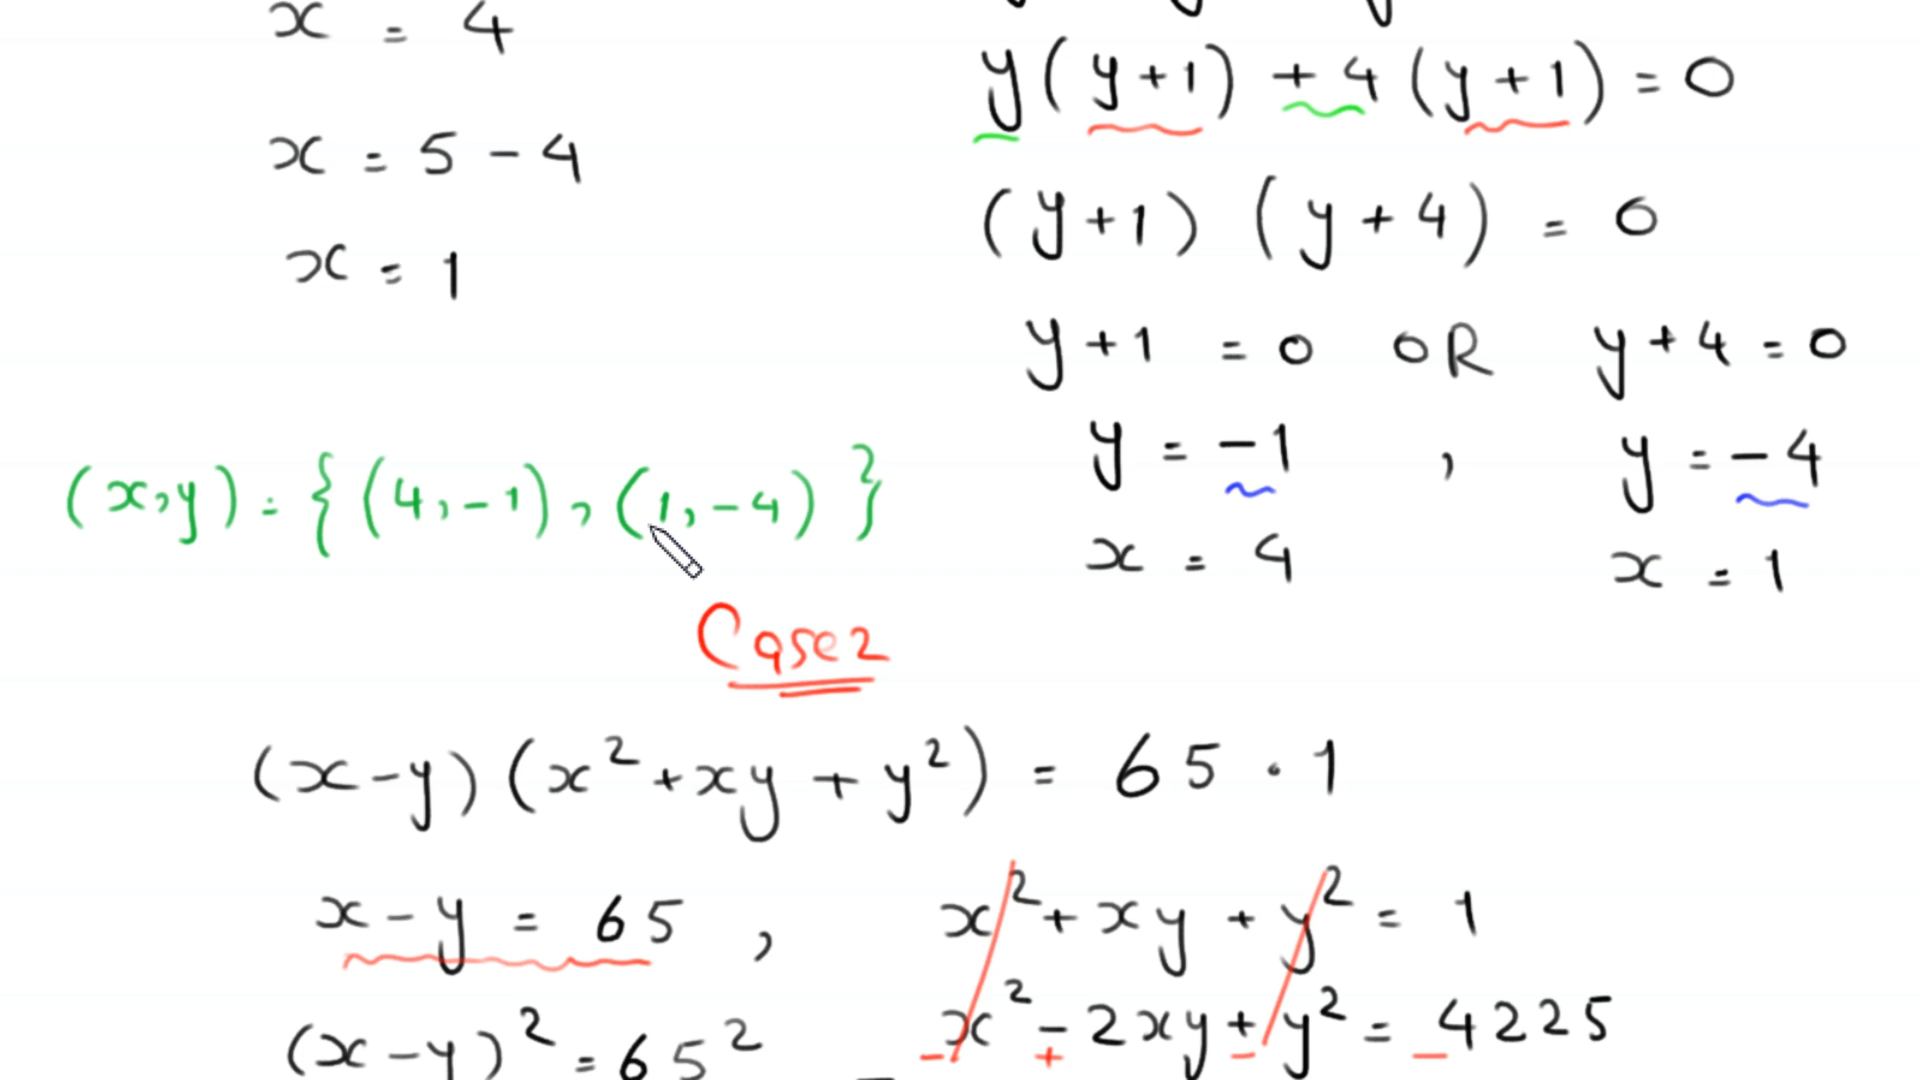 x = 4
x = 5 - 4
x = 1
y(y+1) + 4(y+1) = 0
(y+1) (y+4) = 0
y+1 = 0 OR y+4 = 0
y = -1 , y = -4
x = 4 x = 1
(x,y) = {(4,-1), (1,-4)}
Case 2
(x-y)(x²+xy+y²) = 65 · 1
x-y = 65 , x² + xy + y² = 1
(x-y)² = 65² x² - 2xy + y² = 4225
- + - -